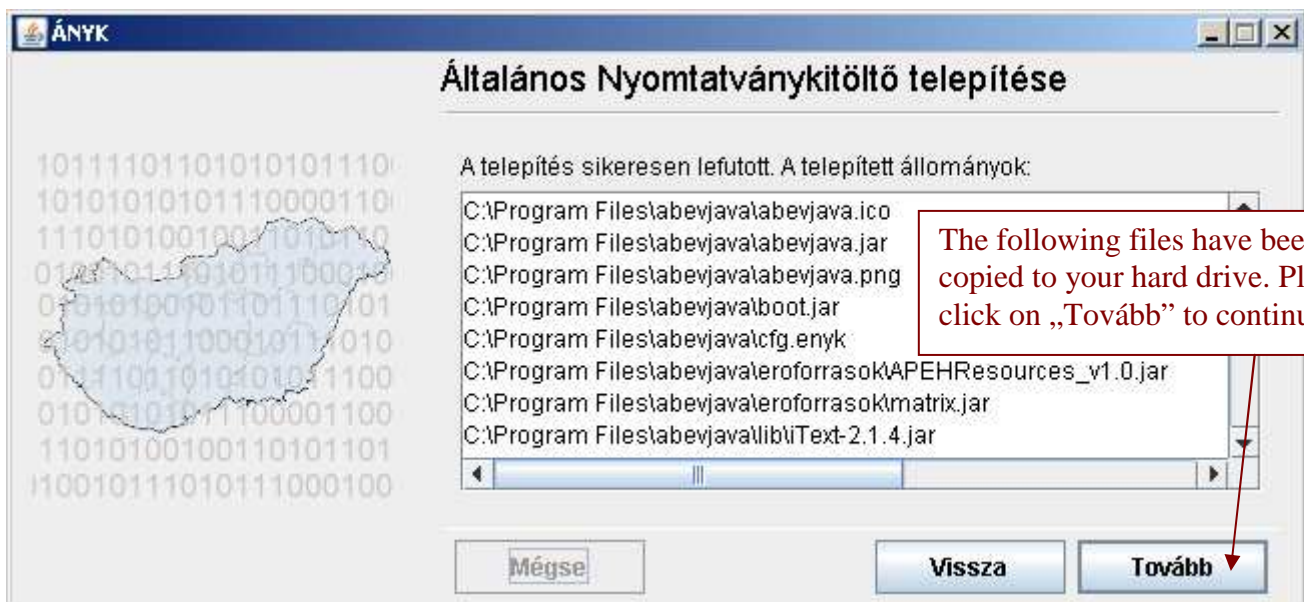 ÁNYK
Általános Nyomtatványkitöltő telepítése
A telepítés sikeresen lefutott. A telepített állományok:
C:\Program Files\abevjava\abevjava.ico
C:\Program Files\abevjava\abevjava.jar
C:\Program Files\abevjava\abevjava.png
C:\Program Files\abevjava\boot.jar
C:\Program Files\abevjava\cfg.enyk
C:\Program Files\abevjava\eroforrasok\APEHResources_v1.0.jar
C:\Program Files\abevjava\eroforrasok\matrix.jar
C:\Program Files\abevjava\lib\iText-2.1.4.jar
The following files have bee
copied to your hard drive. Pl
click on „Tovább” to continu
Mégse
Vissza
Tovább